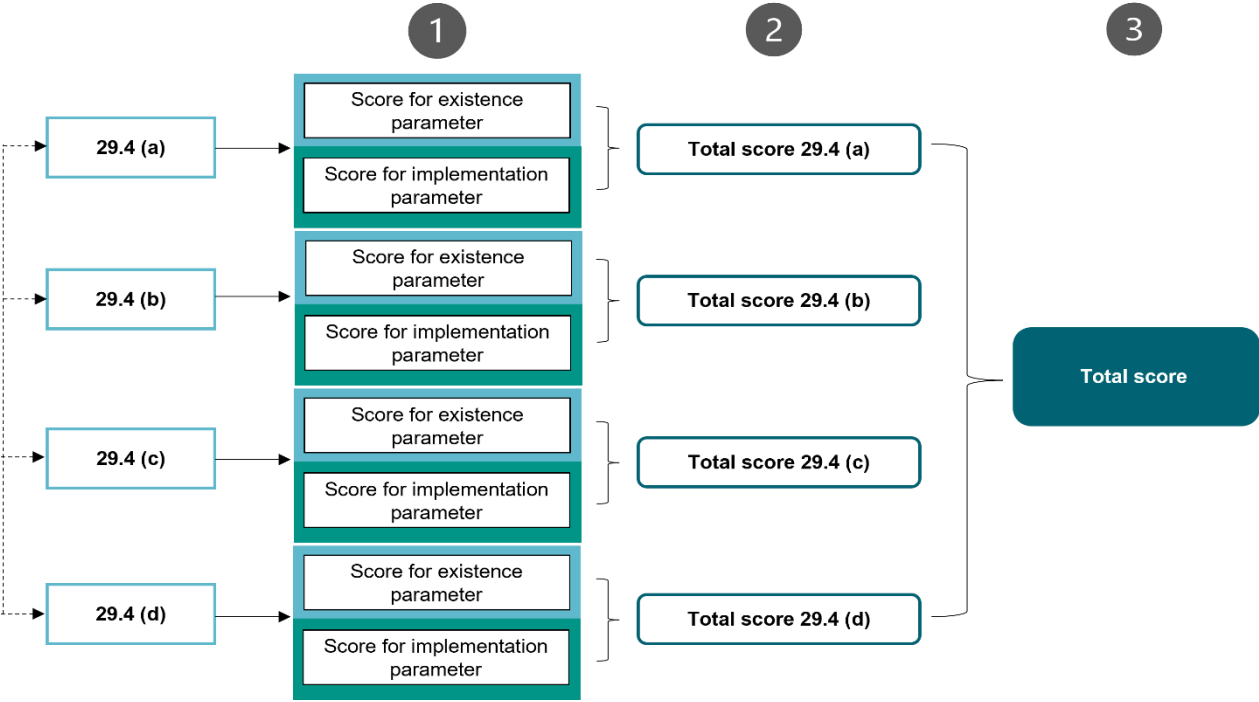 1
2
3
29.4 (a)
Score for existence
parameter
Score for implementation
parameter
Total score 29.4 (a)
29.4 (b)
Score for existence
parameter
Score for implementation
parameter
Total score 29.4 (b)
Total score
29.4 (c)
Score for existence
parameter
Score for implementation
parameter
Total score 29.4 (c)
29.4 (d)
Score for existence
parameter
Score for implementation
parameter
Total score 29.4 (d)